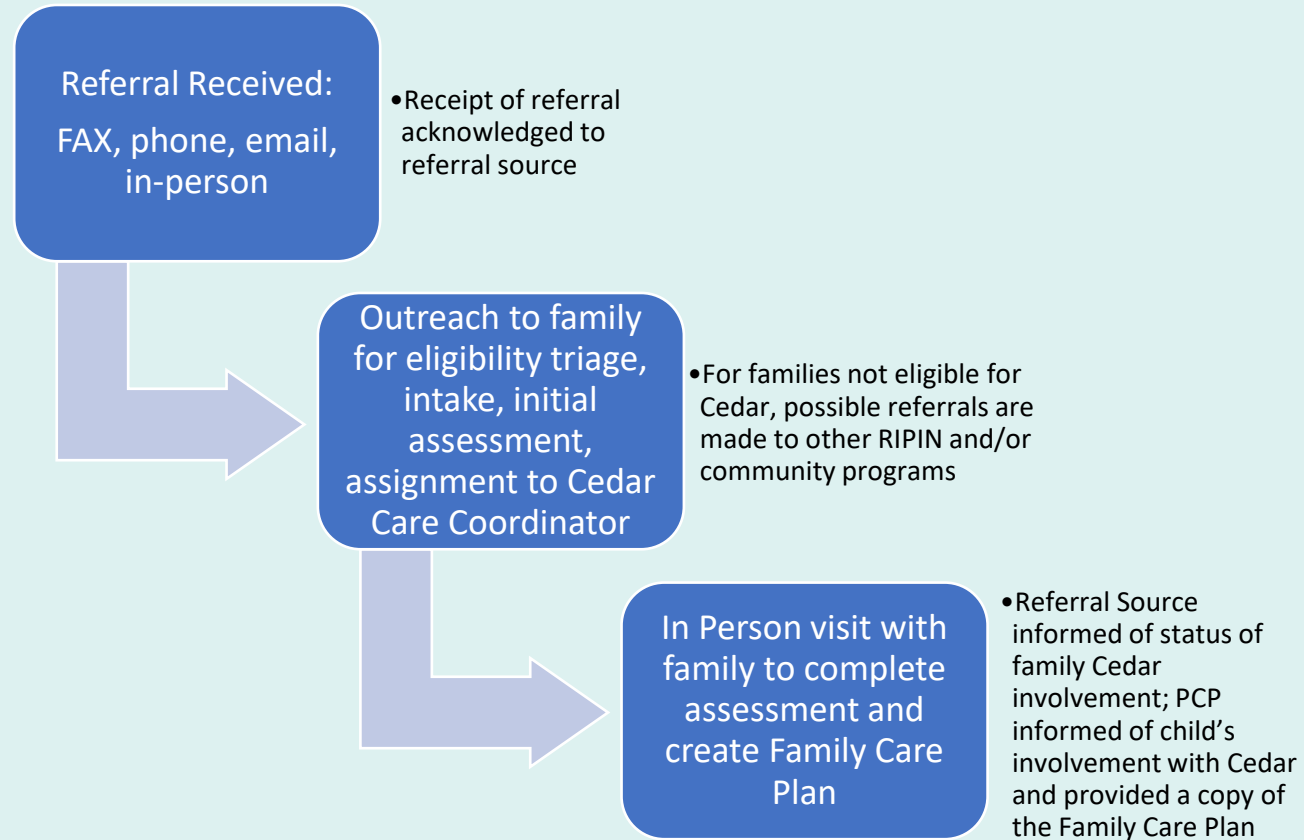 Referral Received:
FAX, phone, email,
in-person
•Receipt of referral
acknowledged to
referral source
Outreach to family
for eligibility triage,
intake, initial
assessment,
assignment to Cedar
Care Coordinator
•For families not eligible for
Cedar, possible referrals are
made to other RIPIN and/or
community programs
In Person visit with
family to complete
assessment and
create Family Care
Plan
•Referral Source
informed of status of
family Cedar
involvement; PCP
informed of child’s
involvement with Cedar
and provided a copy of
the Family Care Plan